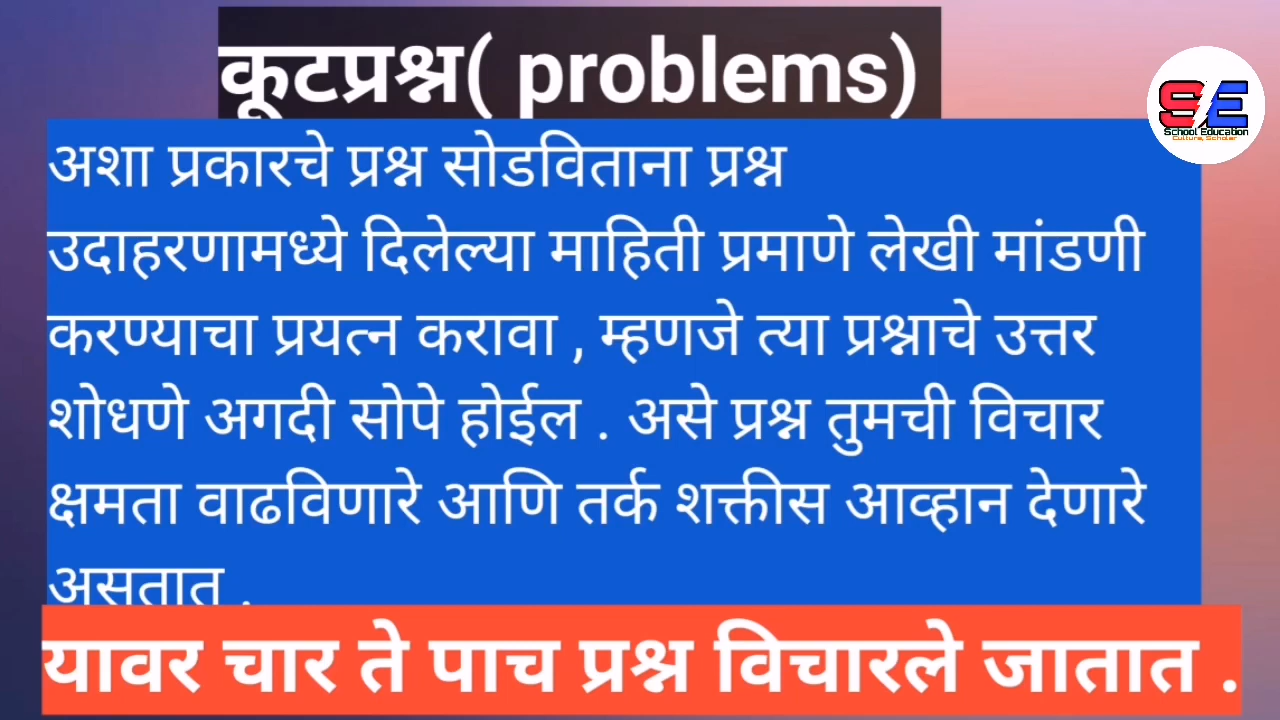 कूटप्रश्न( problems)
SE
School Education
Culture, Scholer
अशा प्रकारचे प्रश्न सोडविताना प्रश्न
उदाहरणामध्ये दिलेल्या माहिती प्रमाणे लेखी मांडणी
करण्याचा प्रयत्न करावा , म्हणजे त्या प्रश्नाचे उत्तर
शोधणे अगदी सोपे होईल . असे प्रश्न तुमची विचार
क्षमता वाढविणारे आणि तर्क शक्तीस आव्हान देणारे
असतात .
यावर चार ते पाच प्रश्न विचारले जातात .